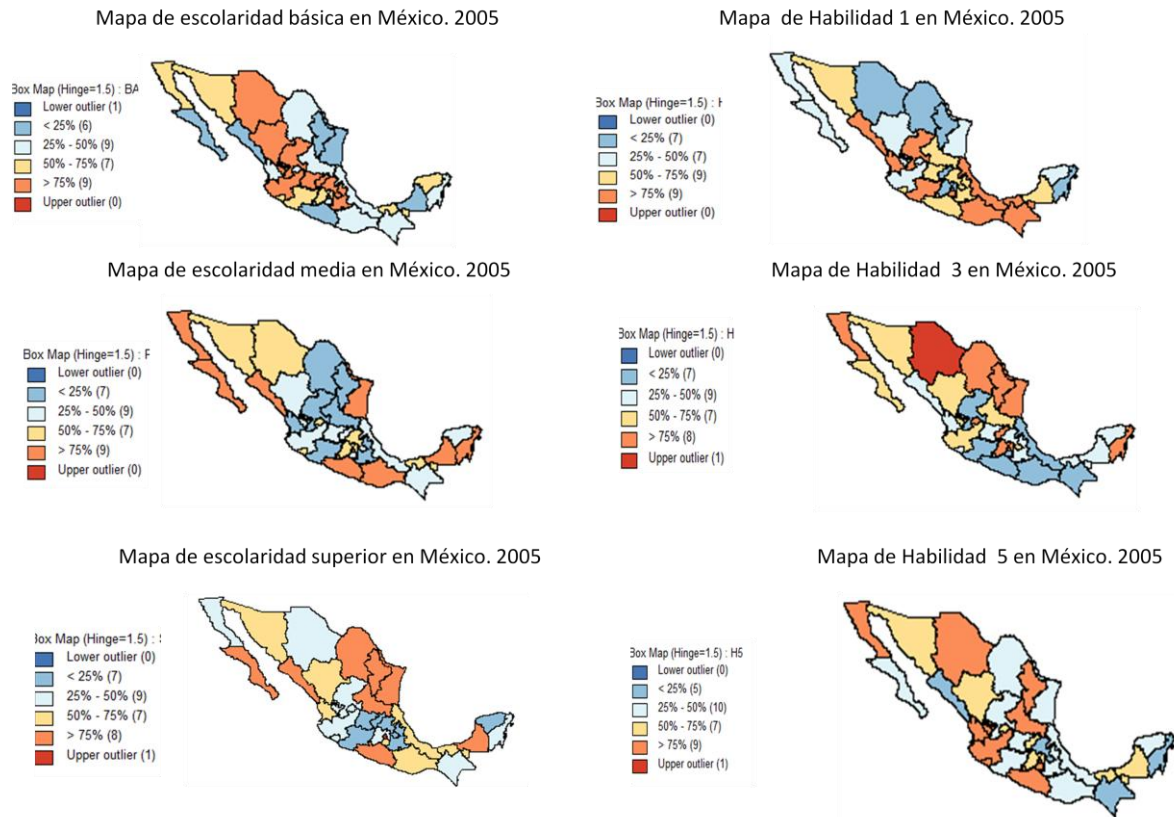 Mapa de escolaridad básica en México. 2005
Box Map (Hinge=1.5) : BA
Lower outlier (1)
< 25% (6)
25% - 50% (9)
50% - 75% (7)
> 75% (9)
Upper outlier (0)
Mapa de Habilidad 1 en México. 2005
Box Map (Hinge=1.5) : H
Lower outlier (0)
< 25% (7)
25% - 50% (7)
50% - 75% (9)
> 75% (9)
Upper outlier (0)
Mapa de escolaridad media en México. 2005
Box Map (Hinge=1.5) : F
Lower outlier (0)
< 25% (7)
25% - 50% (9)
50% - 75% (7)
> 75% (9)
Upper outlier (0)
Mapa de Habilidad 3 en México. 2005
Box Map (Hinge=1.5) : H
Lower outlier (0)
< 25% (7)
25% - 50% (9)
50% - 75% (7)
> 75% (8)
Upper outlier (1)
Mapa de escolaridad superior en México. 2005
Box Map (Hinge=1.5) :
Lower outlier (0)
< 25% (7)
25% - 50% (9)
50% - 75% (7)
> 75% (8)
Upper outlier (1)
Mapa de Habilidad 5 en México. 2005
Box Map (Hinge=1.5) : H5
Lower outlier (0)
< 25% (5)
25% - 50% (10)
50% - 75% (7)
> 75% (9)
Upper outlier (1)